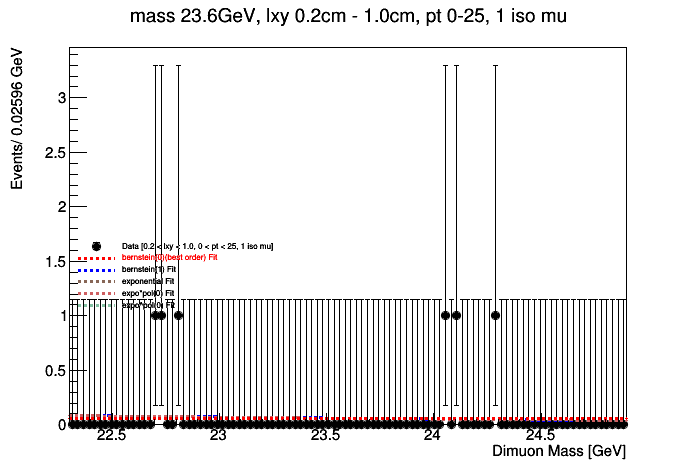 mass 23.6GeV, lxy 0.2cm - 1.0cm, pt 0-25, 1 iso mu
Events/ 0.02596 GeV
3
2.5
2
Data [0.2 < lxy < 1.0, 0 < pt < 25, 1 iso mu]
bernstein[0](best order) Fit
1.5
bernstein[1] Fit
exponential Fit
expo*pol(0) Fit
expo*pol(0) Fit
1
0.5
0
22.5 23 23.5 24 24.5
Dimuon Mass [GeV]